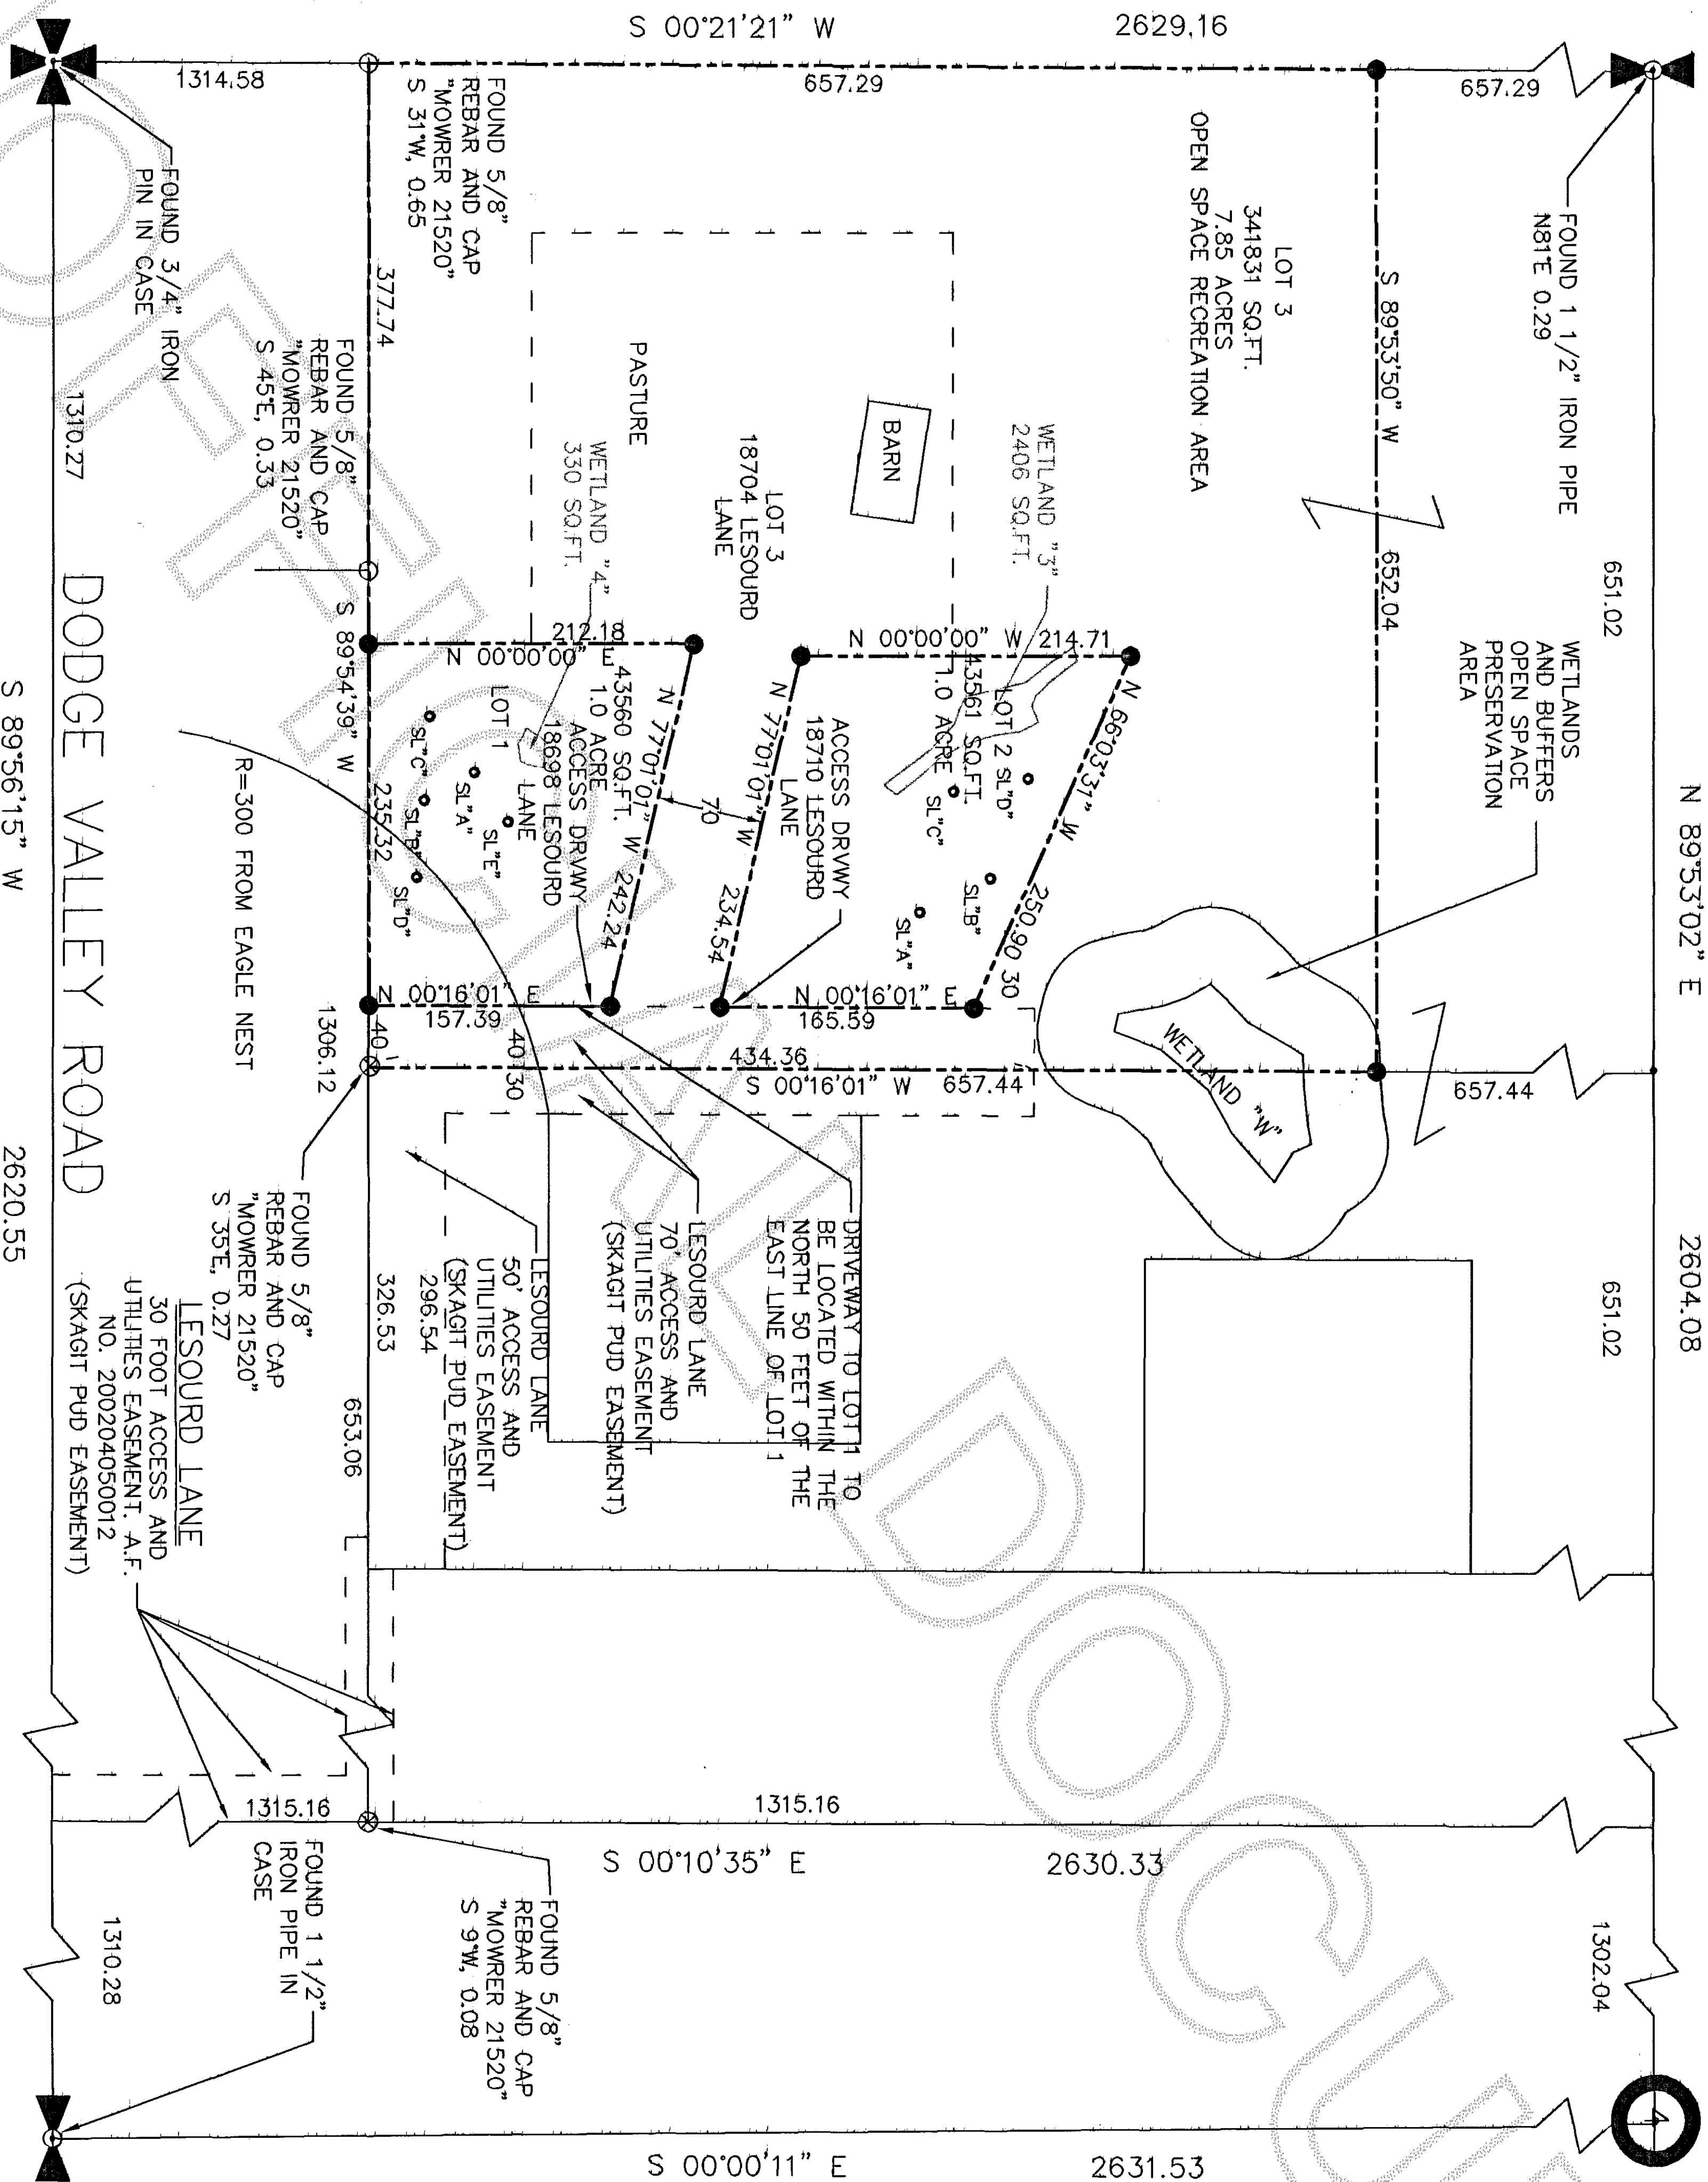 S 00°21'21" W
2629.16
1314.58
657.29
657.29
FOUND 1 1/2" IRON PIPE
N81°E 0.29
651.02
N 89°53'02" E
2604.08
651.02
1302.04
WETLANDS
AND BUFFERS
OPEN SPACE
PRESERVATION
AREA
S 89°53'50" W
652.04
657.44
LOT 3
341831 SQ.FT.
7.85 ACRES
OPEN SPACE RECREATION AREA
WETLAND "W"
WETLAND "3"
2406 SQ.FT.
BARN
LOT 3
18704 LESOURD
LANE
PASTURE
WETLAND "4"
330 SQ.FT.
N 00°00'00" W 214.71
N 66°03'37" W
250.90
30
LOT 2
43561 SQ.FT.
1.0 ACRE
SL"D"
SL"C"
SL"B"
SL"A"
ACCESS DRVWY
18710 LESOURD
LANE
N 77°01'07" W
234.54
70
N 00°16'01" E
165.59
212.18
N 00°00'00" E
N 77°01'07" W
242.24
43560 SQ.FT.
1.0 ACRE
ACCESS DRVWY
18698 LESOURD
LANE
LOT 1
SL"E"
SL"A"
SL"C"
SL"B"
SL"D"
N 00°16'01" E
157.39
40
40
30
434.36
S 00°16'01" W
657.44
FOUND 5/8"
REBAR AND CAP
"MOWRER 21520"
S 31°W, 0.65
377.74
FOUND 5/8"
REBAR AND CAP
"MOWRER 21520"
S 45°E, 0.33
S 89°54'39" W
235.32
1306.12
R=300 FROM EAGLE NEST
FOUND 3/4" IRON
PIN IN CASE
DRIVEWAY TO LOT 1 TO
BE LOCATED WITHIN THE
NORTH 50 FEET OF THE
EAST LINE OF LOT 1
LESOURD LANE
70' ACCESS AND
UTILITIES EASEMENT
(SKAGIT PUD EASEMENT)
LESOURD LANE
50' ACCESS AND
UTILITIES EASEMENT
(SKAGIT PUD EASEMENT)
296.54
326.53
653.06
FOUND 5/8"
REBAR AND CAP
"MOWRER 21520"
S 35°E, 0.27
LESOURD LANE
30 FOOT ACCESS AND
UTILITIES EASEMENT. A.F.
NO. 200204050012
(SKAGIT PUD EASEMENT)
1315.16
1315.16
S 00°10'35" E
2630.33
FOUND 5/8"
REBAR AND CAP
"MOWRER 21520"
S 9°W, 0.08
FOUND 1 1/2"
IRON PIPE IN
CASE
1310.27
DODGE VALLEY ROAD
1310.28
S 89°56'15" W
2620.55
S 00°00'11" E
2631.53
4